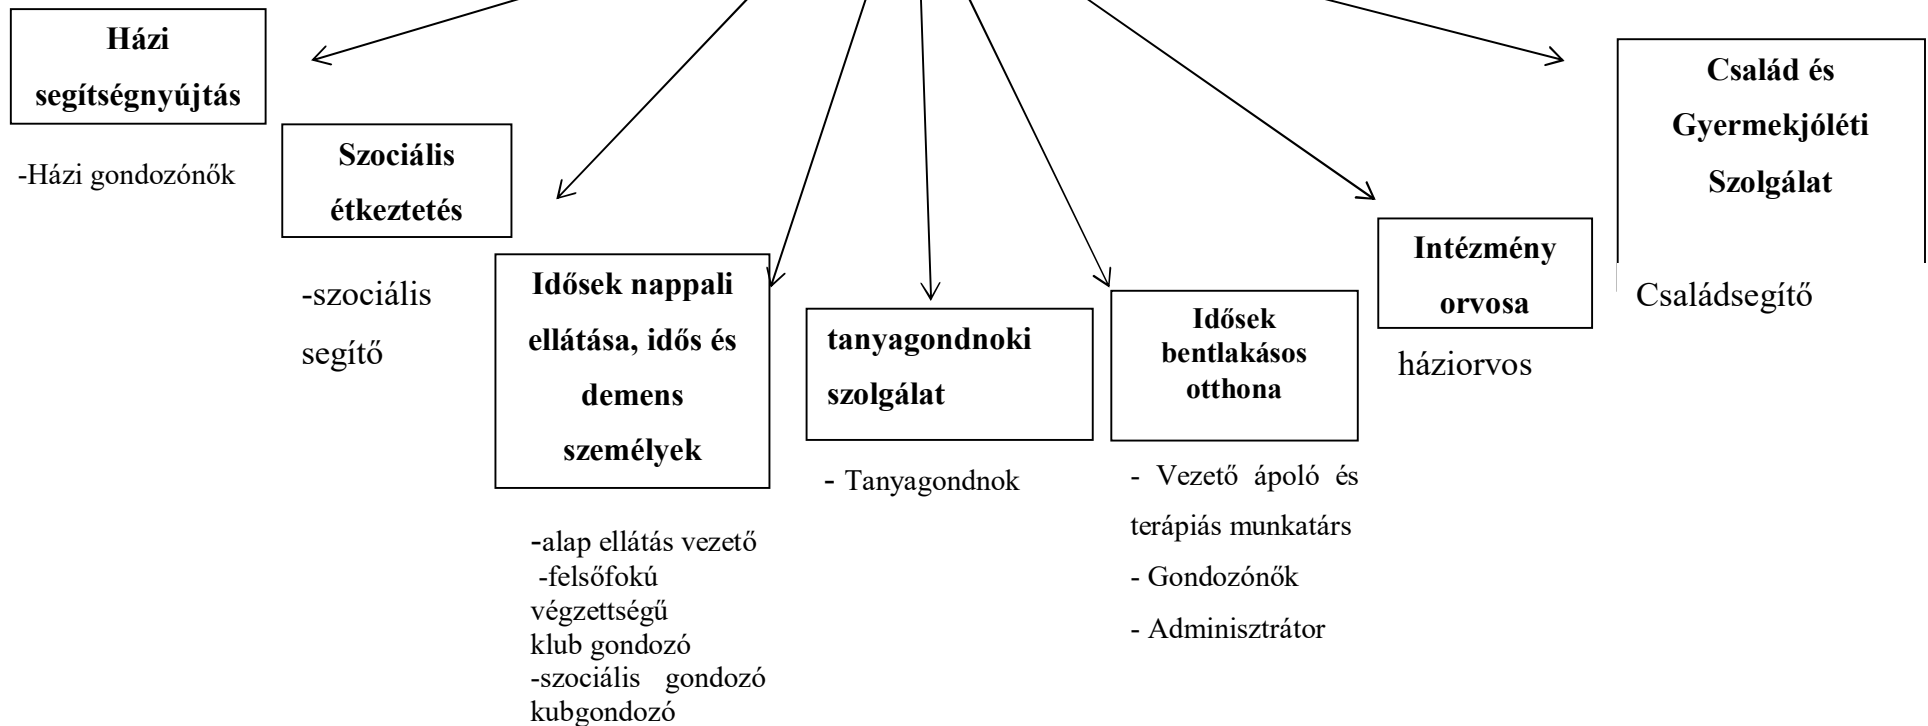 Házi
segítségnyújtás
-Házi gondozónők
Szociális
étkeztetés
-szociális
segítő
Idősek nappali
ellátása, idős és
demens
személyek
-alap ellátás vezető
-felsőfokú
végzettségű
klub gondozó
-szociális gondozó
kubgondozó
tanyagondnoki
szolgálat
- Tanyagondnok
Idősek
bentlakásos
otthona
- Vezető ápoló és
terápiás munkatárs
- Gondozónők
- Adminisztrátor
Intézmény
orvosa
háziorvos
Család és
Gyermekjóléti
Szolgálat
Családsegítő